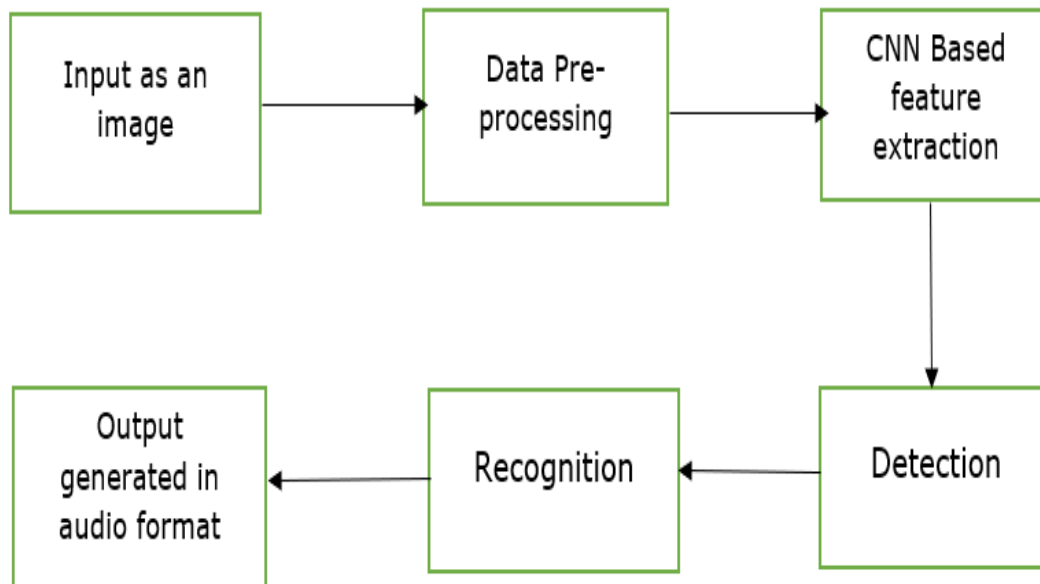 Input as an
image
Data Pre-
processing
CNN Based
feature
extraction
Detection
Recognition
Output
generated in
audio format